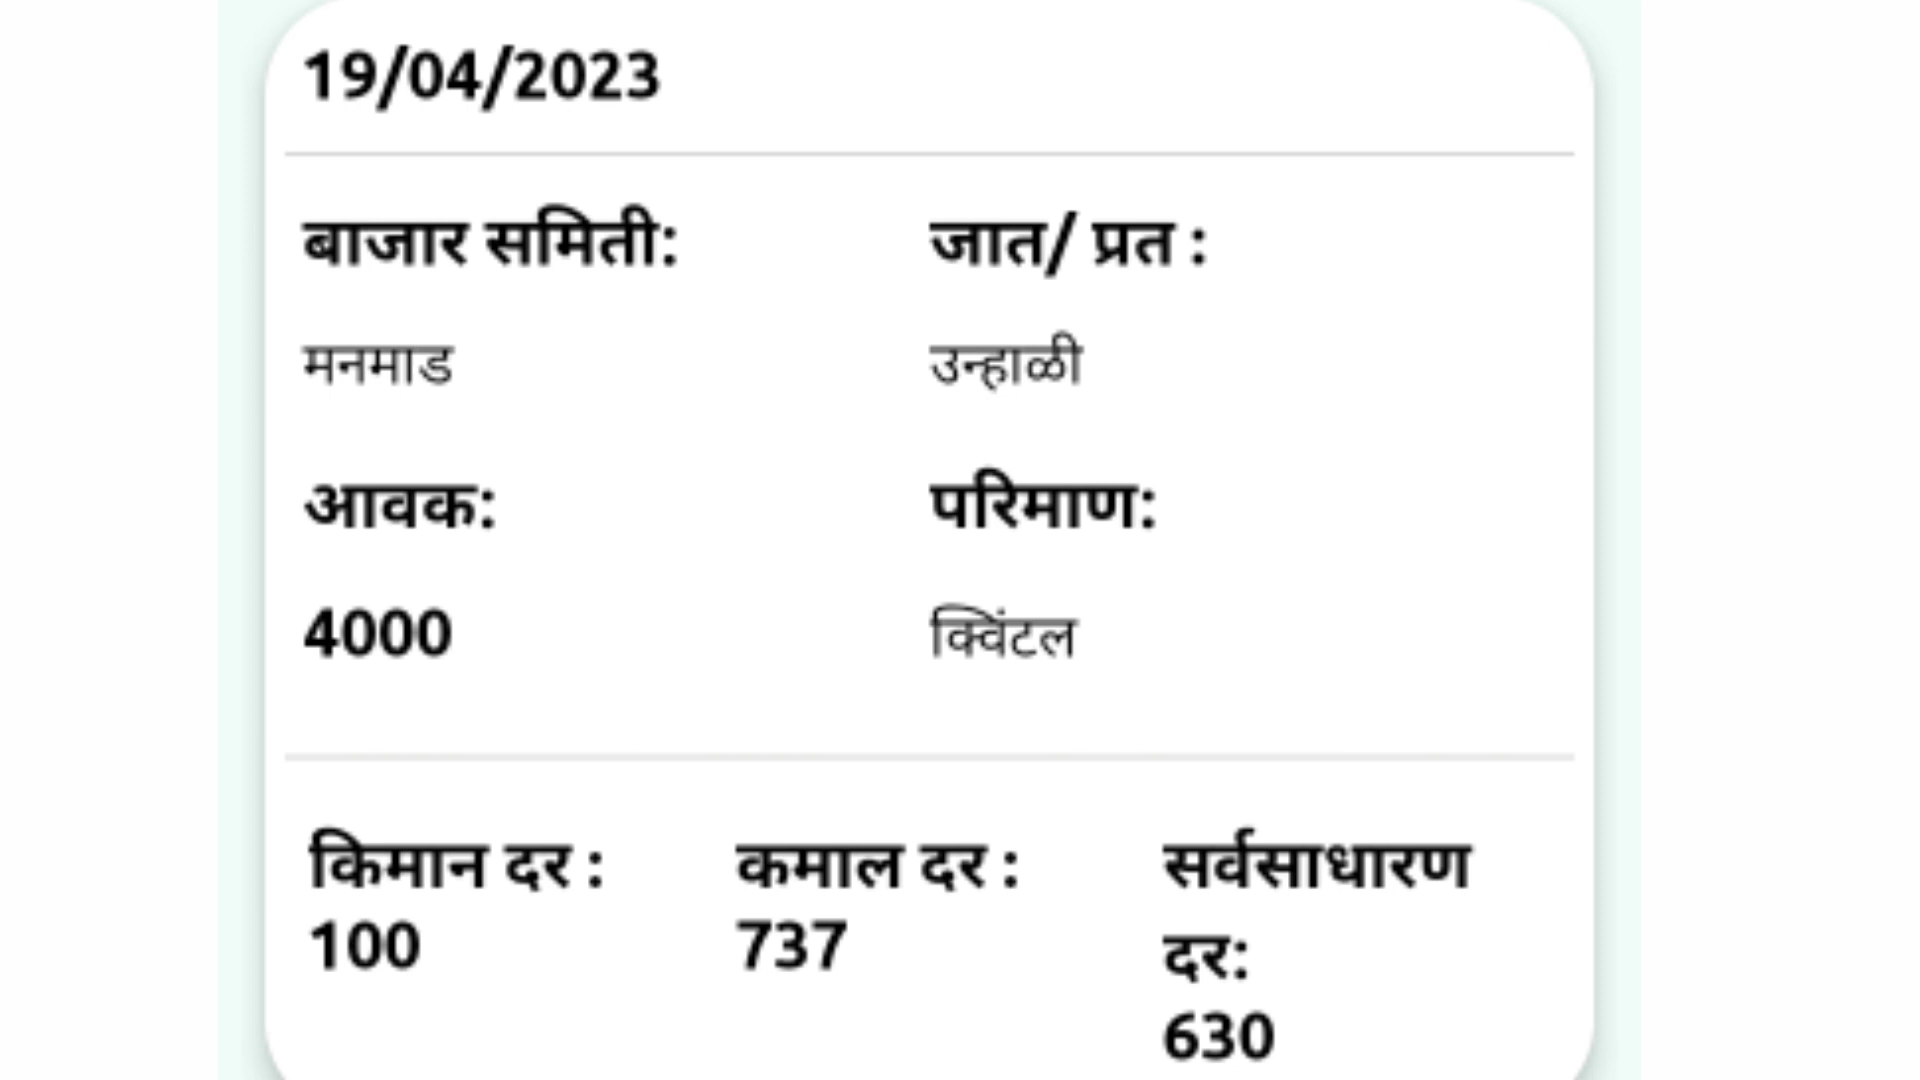 19/04/2023
बाजार समिती: जात/ प्रत :
मनमाड उन्हाळी
आवक: परिमाण:
4000 क्विंटल
किमान दर : कमाल दर : सर्वसाधारण
100 737 दर:
630